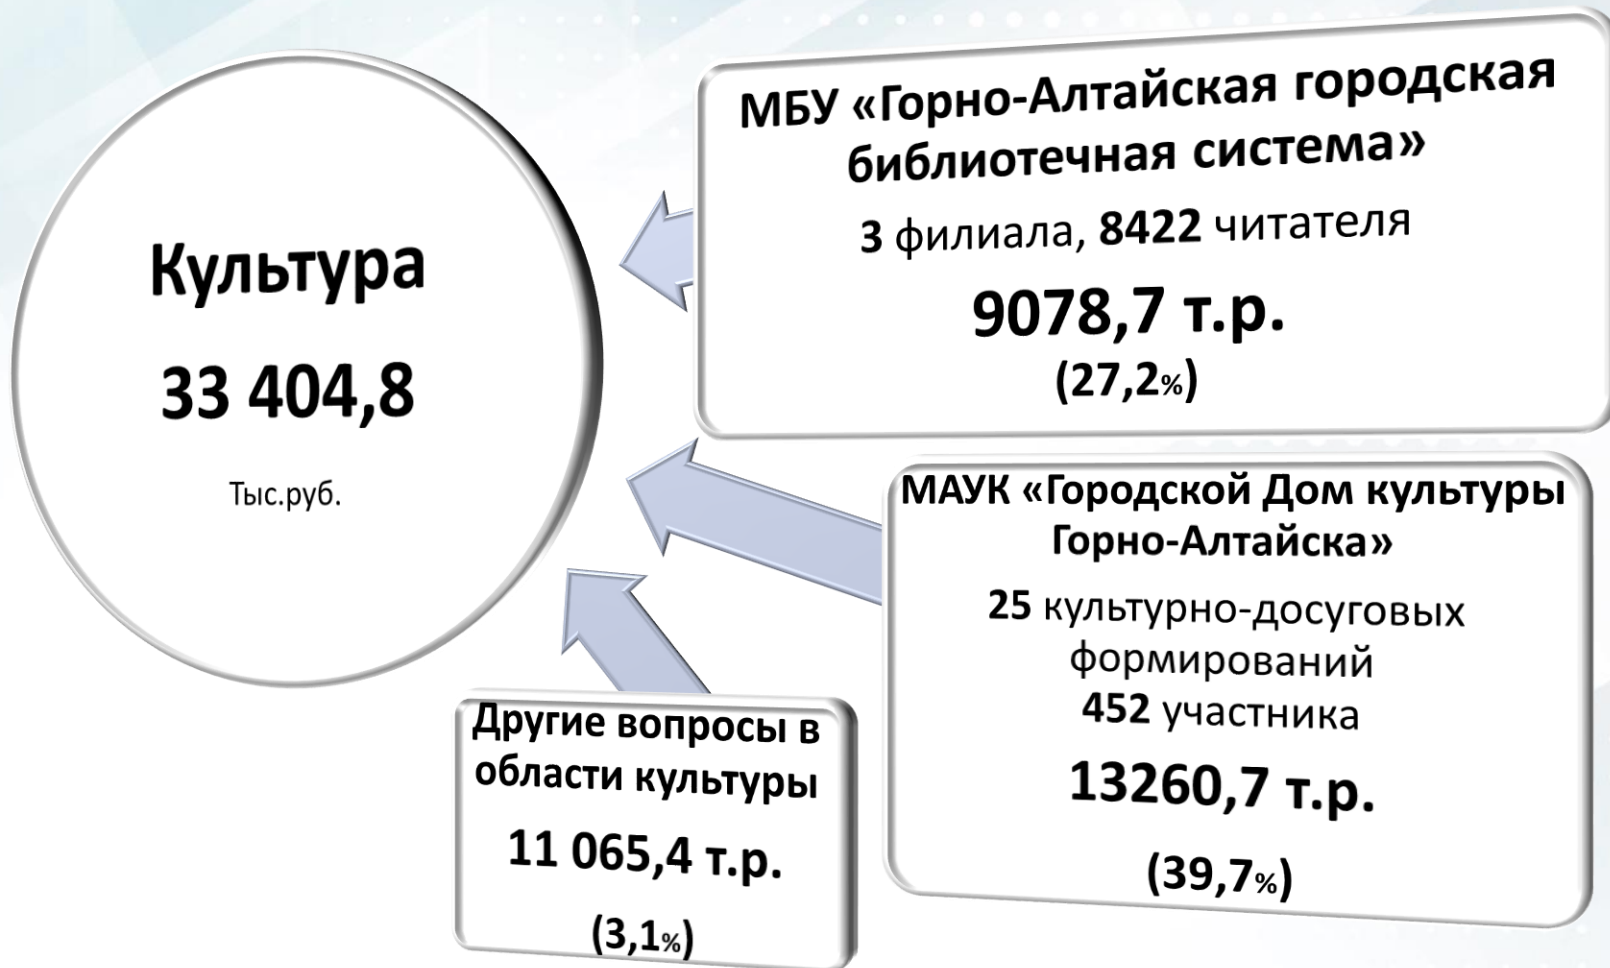 Культура
33 404,8
Тыс.руб.
МБУ «Горно-Алтайская городская
библиотечная система»
3 филиала, 8422 читателя
9078,7 т.р.
(27,2%)
МАУК «Городской Дом культуры
Горно-Алтайска»
25 культурно-досуговых
формирований
452 участника
13260,7 т.р.
(39,7%)
Другие вопросы в
области культуры
11 065,4 т.р.
(3,1%)